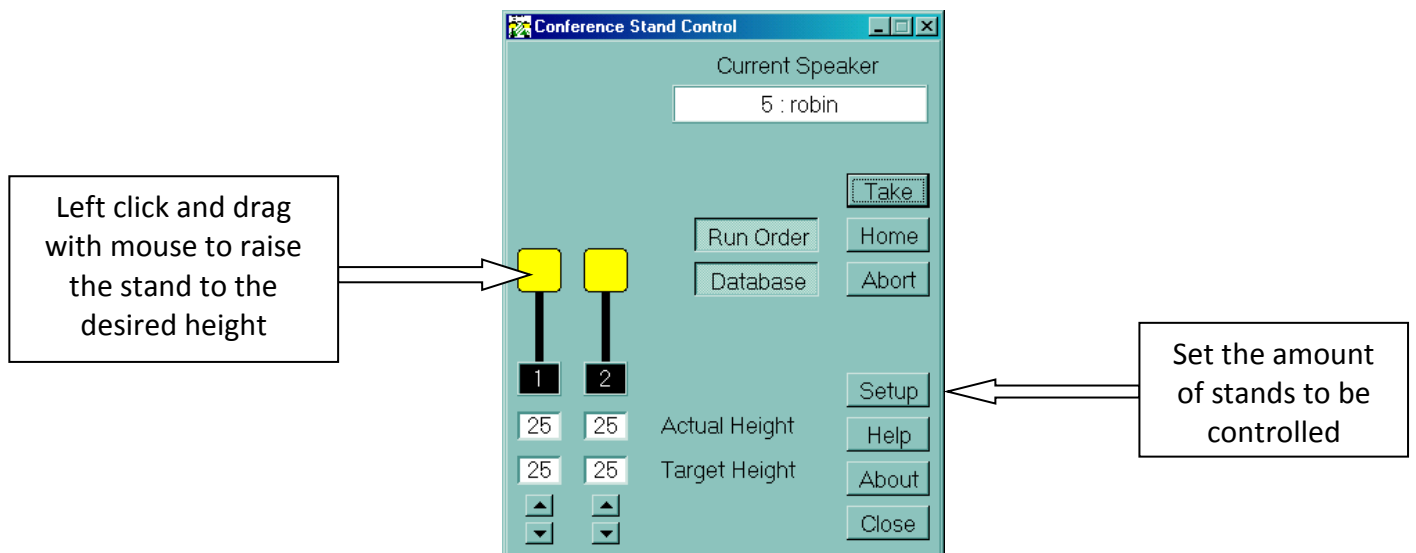 Conference Stand Control
Current Speaker
5 : robin
Left click and drag
with mouse to raise
the stand to the
desired height
Take
Run Order Home
Database Abort
1 2
Set the amount
of stands to be
controlled
Setup
25 25 Actual Height Help
25 25 Target Height About
Close